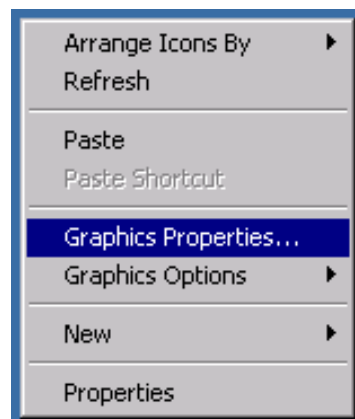 Arrange Icons By
Refresh
Paste
Paste Shortcut
Graphics Properties...
Graphics Options
New
Properties